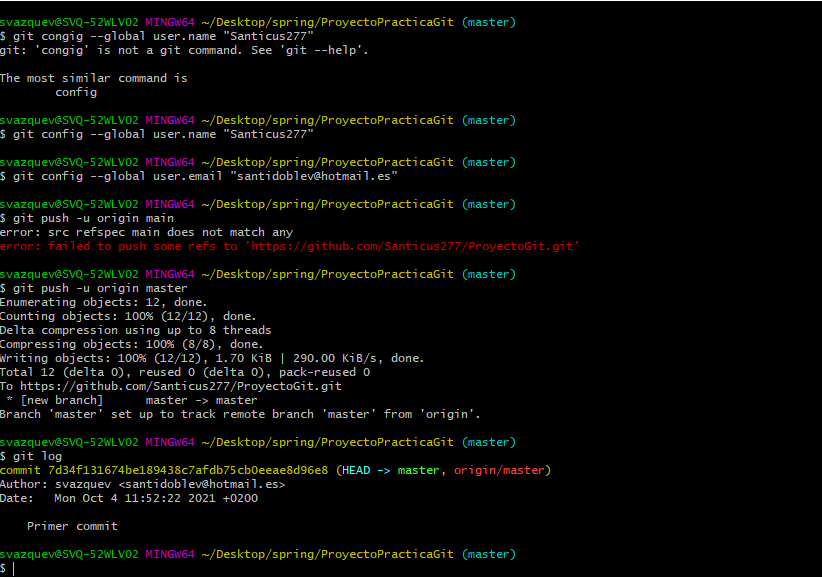 svazquev@SVQ-52WLVO2 MINGW64 ~/Desktop/spring/ProyectoPracticaGit (master)
$ git congig --global user.name "Santicus277"
git: 'congig' is not a git command. See 'git --help'.
The most similar command is
config
svazquev@SVQ-52WLVO2 MINGW64 ~/Desktop/spring/ProyectoPracticaGit (master)
$ git config --global user.name "Santicus277"
svazquev@SVQ-52WLVO2 MINGW64 ~/Desktop/spring/ProyectoPracticaGit (master)
$ git config --global user.email "santidoblev@hotmail.es"
svazquev@SVQ-52WLVO2 MINGW64 ~/Desktop/spring/ProyectoPracticaGit (master)
$ git push -u origin main
error: src refspec main does not match any
error: failed to push some refs to 'https://github.com/Santicus277/ProyectoGit.git'
svazquev@SVQ-52WLVO2 MINGW64 ~/Desktop/spring/ProyectoPracticaGit (master)
$ git push -u origin master
Enumerating objects: 12, done.
Counting objects: 100% (12/12), done.
Delta compression using up to 8 threads
Compressing objects: 100% (8/8), done.
Writing objects: 100% (12/12), 1.70 KiB | 290.00 KiB/s, done.
Total 12 (delta 0), reused 0 (delta 0), pack-reused 0
To https://github.com/Santicus277/ProyectoGit.git
* [new branch]      master -> master
Branch 'master' set up to track remote branch 'master' from 'origin'.
svazquev@SVQ-52WLVO2 MINGW64 ~/Desktop/spring/ProyectoPracticaGit (master)
$ git log
commit 7d34f131674be189438c7afdb75cb0eeae8d96e8 (HEAD -> master, origin/master)
Author: svazquev <santidoblev@hotmail.es>
Date:   Mon Oct 4 11:52:22 2021 +0200
Primer commit
svazquev@SVQ-52WLVO2 MINGW64 ~/Desktop/spring/ProyectoPracticaGit (master)
$